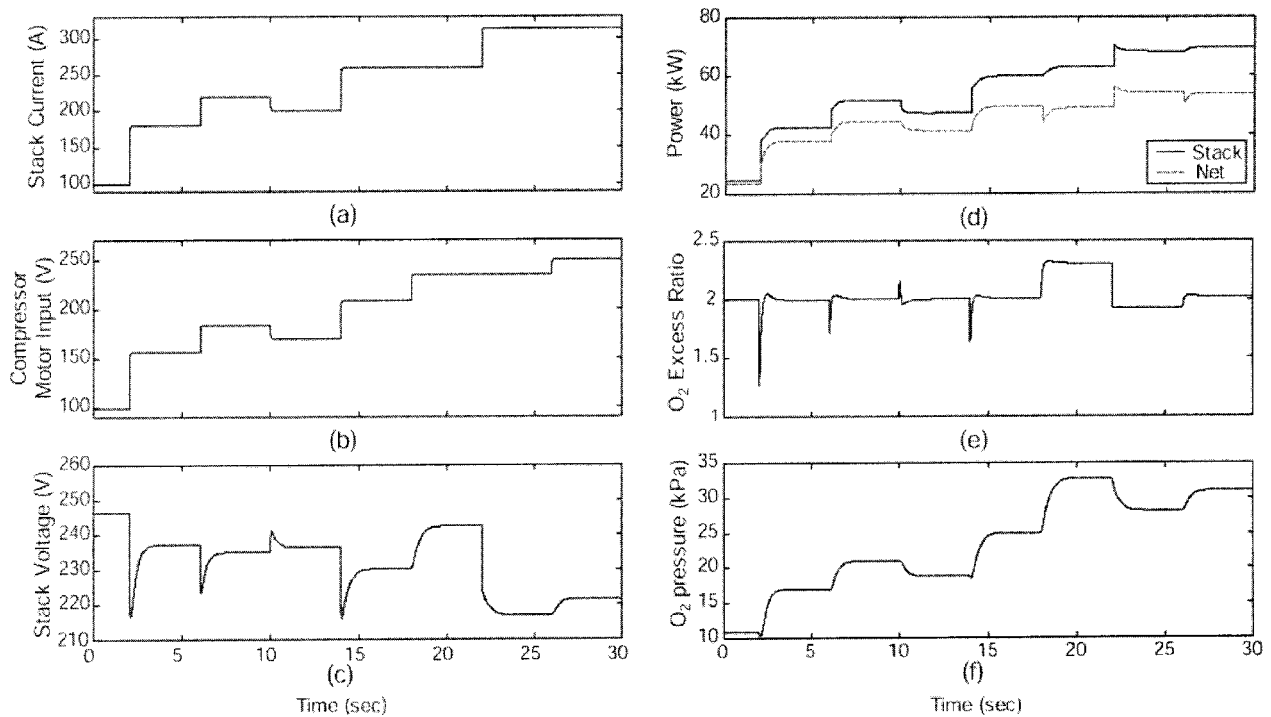 Stack Current (A)
300
250
200
150
100
(a)
Compressor
Motor Input (V)
250
200
150
100
(b)
Stack Voltage (V)
260
250
240
230
220
210
0 5 10 15 20 25 30
(c)
Time (sec)
Power (kW)
80
60
40
20
Stack
Net
(d)
O2 Excess Ratio
2.5
2
1.5
1
(e)
O2 pressure (kPa)
35
30
25
20
15
10
0 5 10 15 20 25 30
(f)
Time (sec)